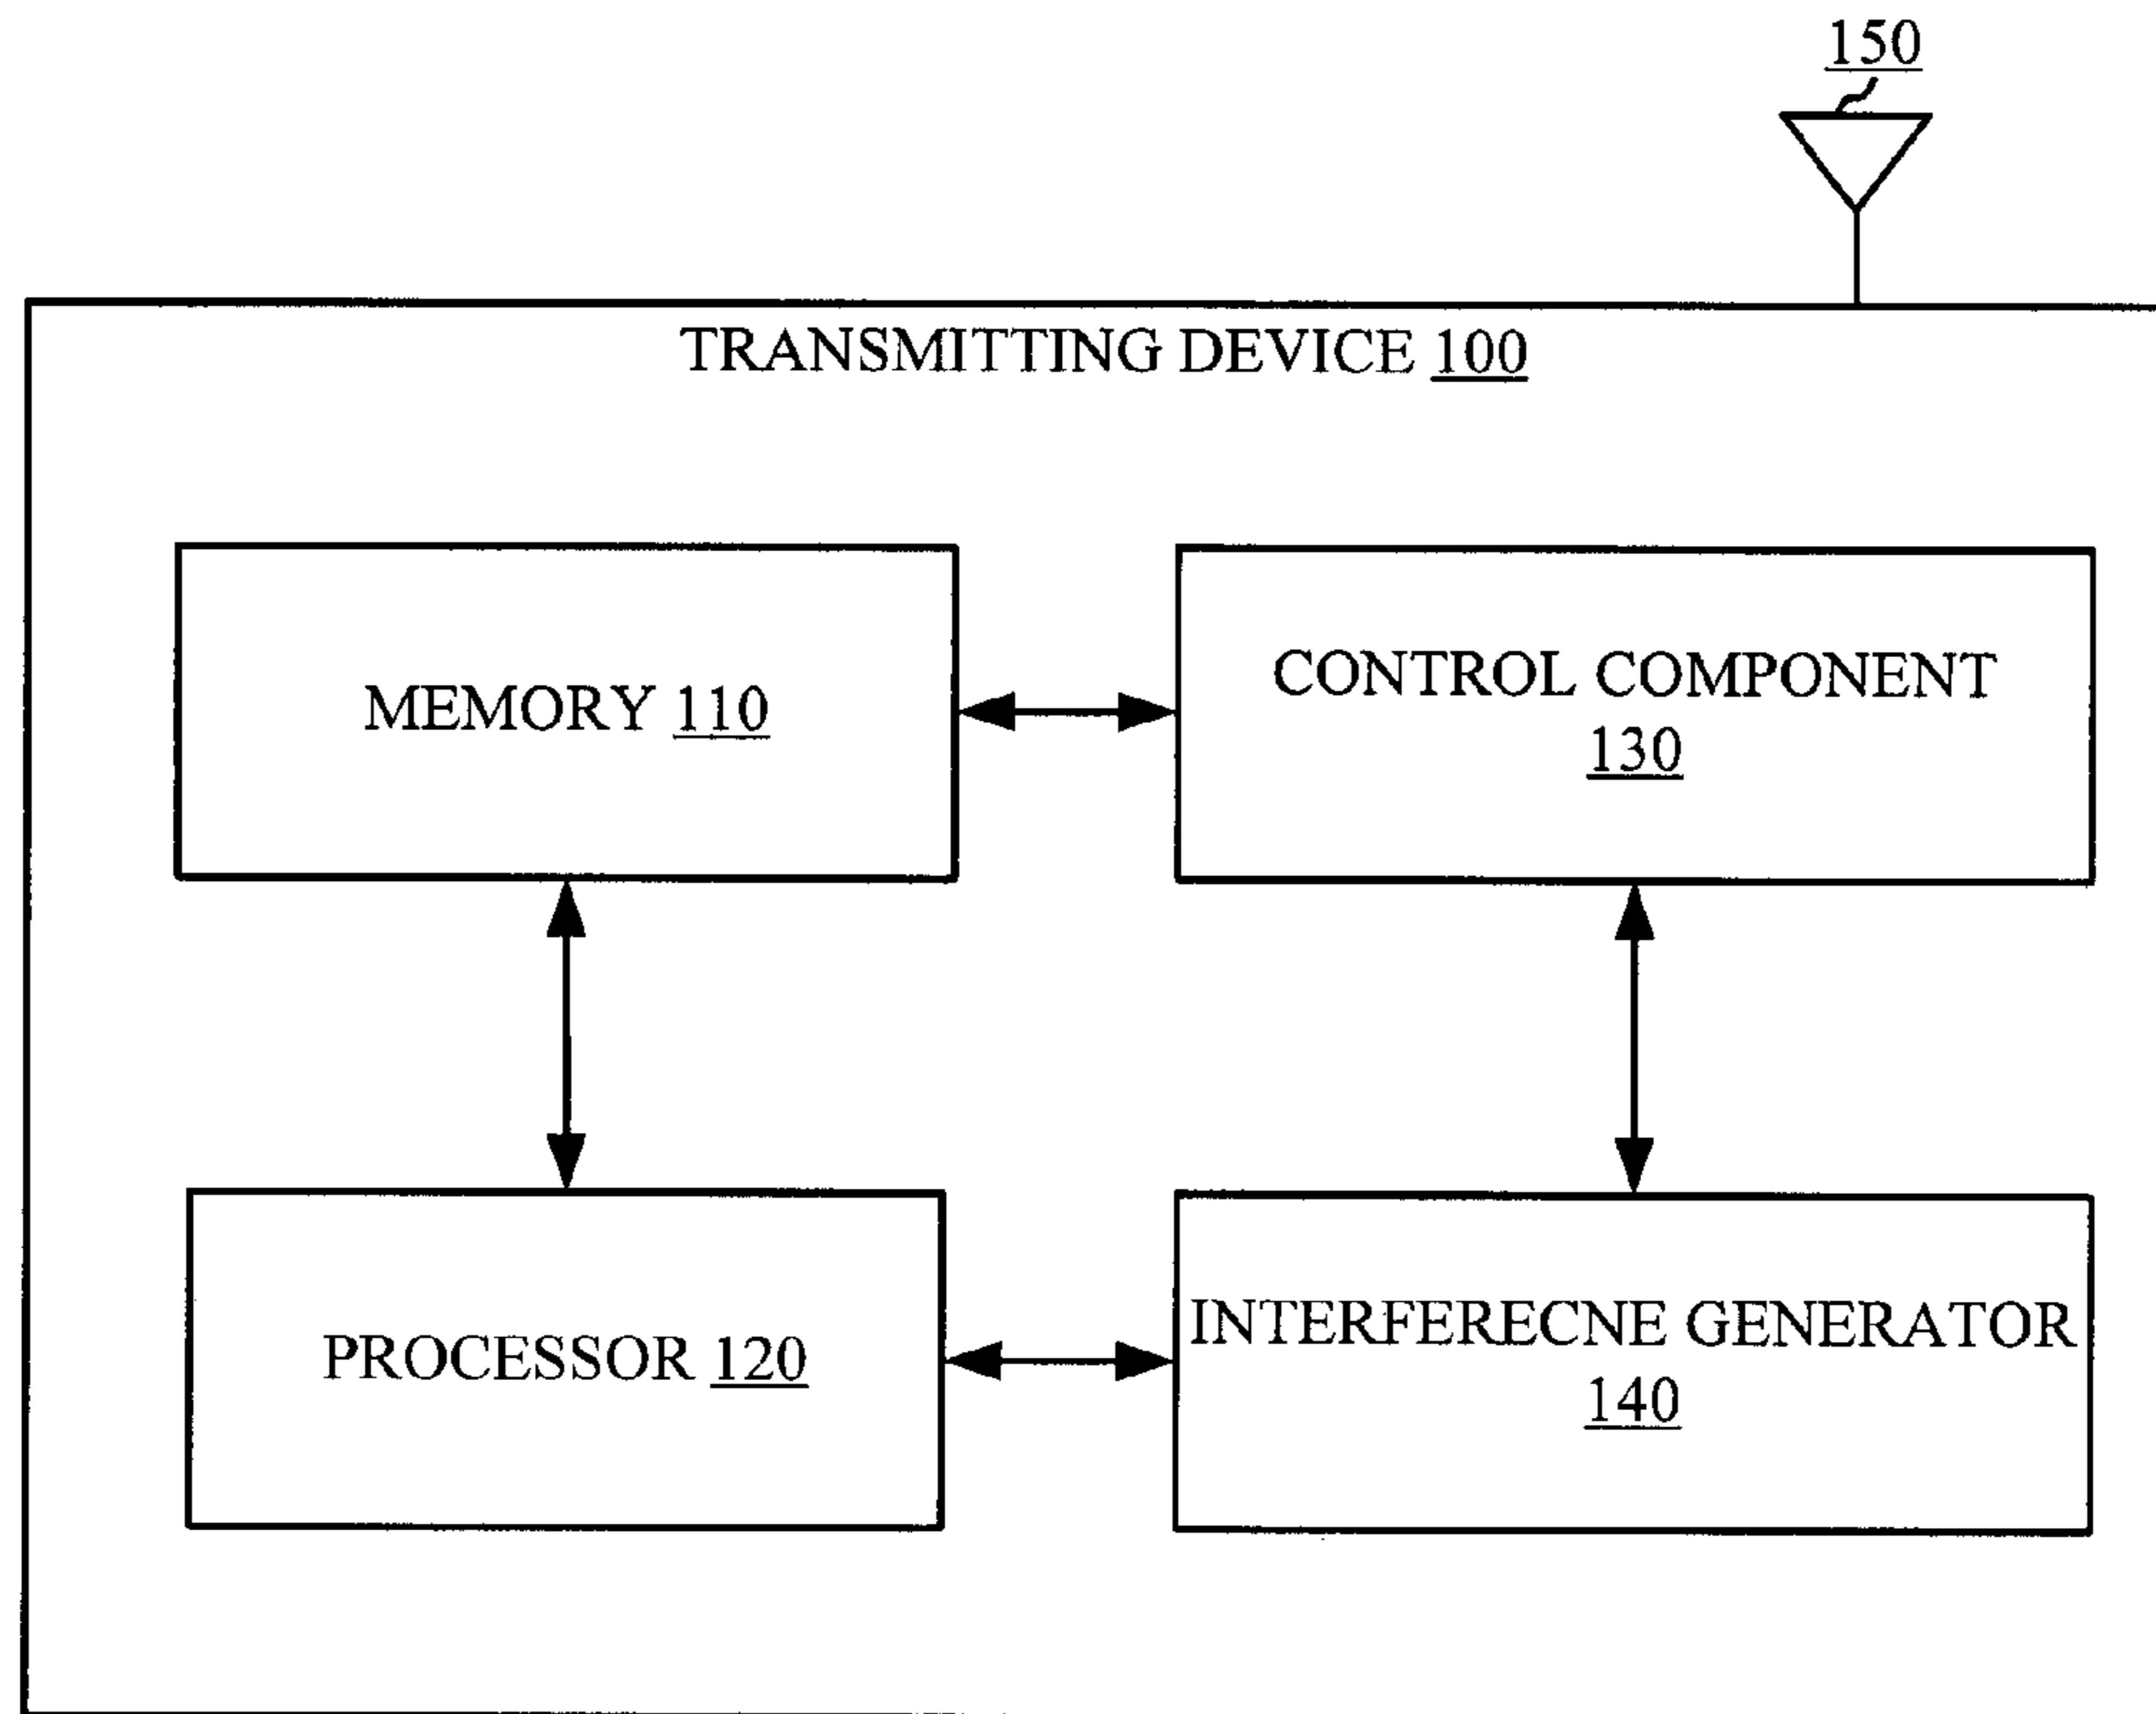 150
TRANSMITTING DEVICE 100
MEMORY 110
CONTROL COMPONENT
130
PROCESSOR 120
INTERFERECNE GENERATOR
140